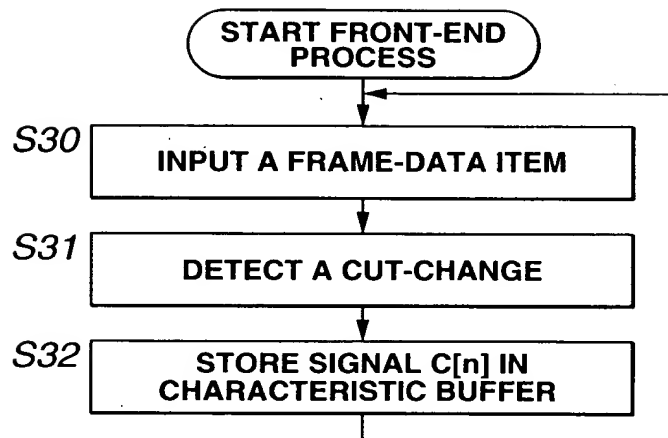 START FRONT-END
PROCESS
S30
INPUT A FRAME-DATA ITEM
S31
DETECT A CUT-CHANGE
S32
STORE SIGNAL C[n] IN
CHARACTERISTIC BUFFER